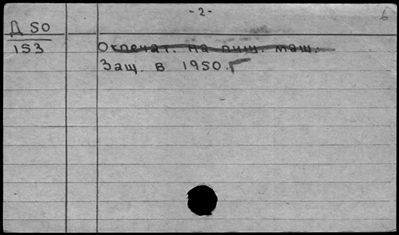 - 2 -
б
Д 50
153
Отпечат. на пиш. маш.
Защ. в 1950 г